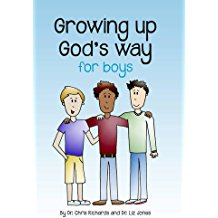 Growing up
God's way
for boys
By Dr. Chris Richards and Dr. Liz Jones